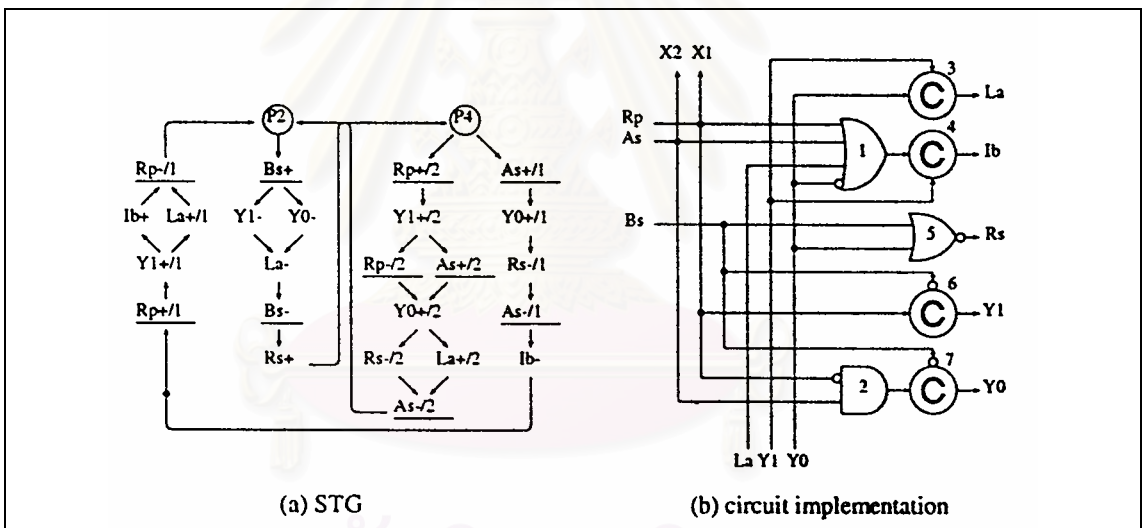 P2 P4
Rp-/1 Bs+ Rp+/2 As+/1
Ib+ La+/1 Y1- Y0- Y1+/2 Y0+/1
Y1+/1 La- Rp-/2 As+/2 Rs-/1
Rp+/1 Bs- Y0+/2 As-/1
Rs+ Rs-/2 La+/2 Ib-
As-/2
(a) STG
X2 X1
3
C La
Rp
4
As
1 C Ib
Bs
5 Rs
6
C Y1
7
2 C Y0
La Y1 Y0
(b) circuit implementation